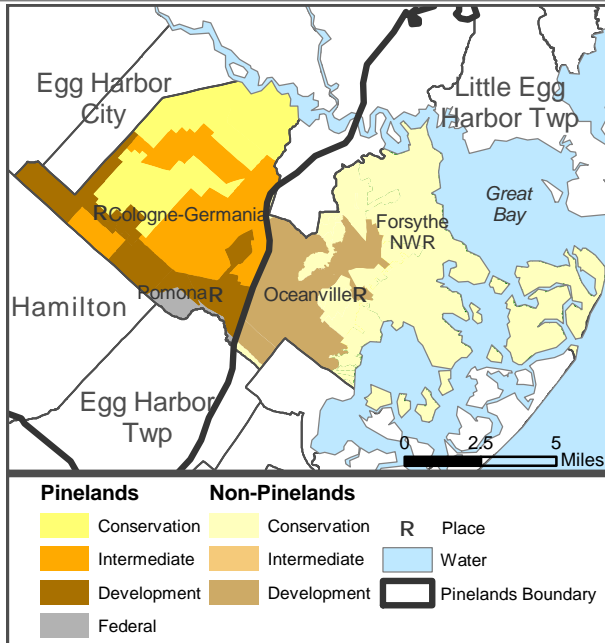 Egg Harbor
City
Little Egg
Harbor Twp
Great
Bay
R Cologne-Germania
Forsythe
NWR
Pomona R
Oceanville R
Hamilton
Egg Harbor
Twp
0 2.5 5
Miles
Pinelands Non-Pinelands
Conservation Conservation R Place
Intermediate Intermediate Water
Development Development Pinelands Boundary
Federal